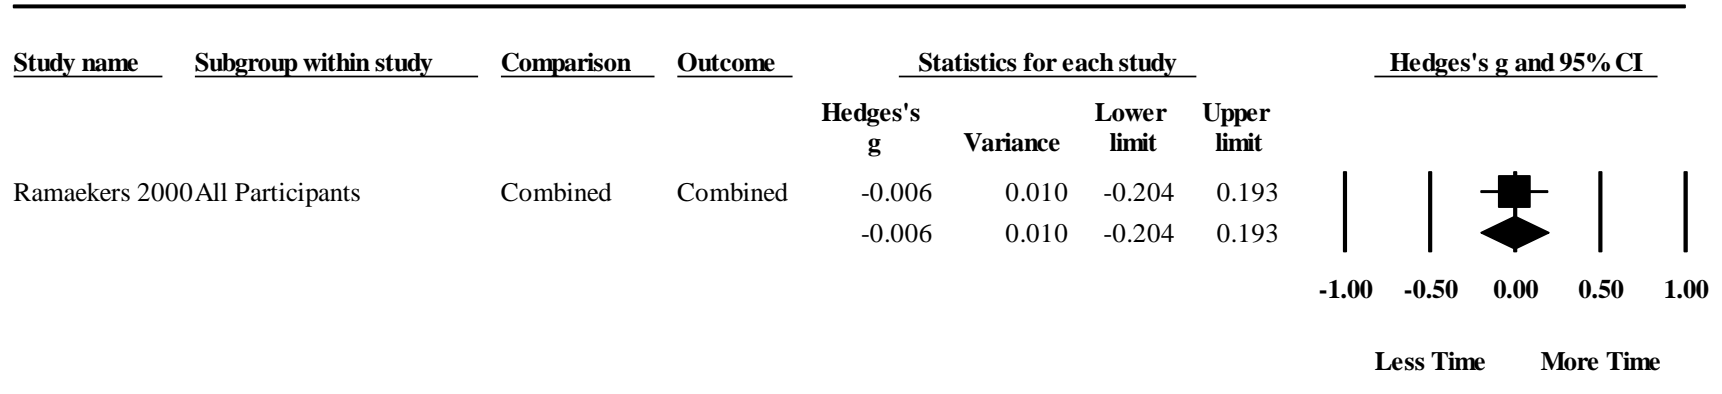 Study name Subgroup within study Comparison Outcome Statistics for each study Hedges's g and 95% CI
Hedges's g Variance Lower limit Upper limit
Ramaekers 2000 All Participants Combined Combined -0.006 0.010 -0.204 0.193
-0.006 0.010 -0.204 0.193
-1.00 -0.50 0.00 0.50 1.00
Less Time More Time